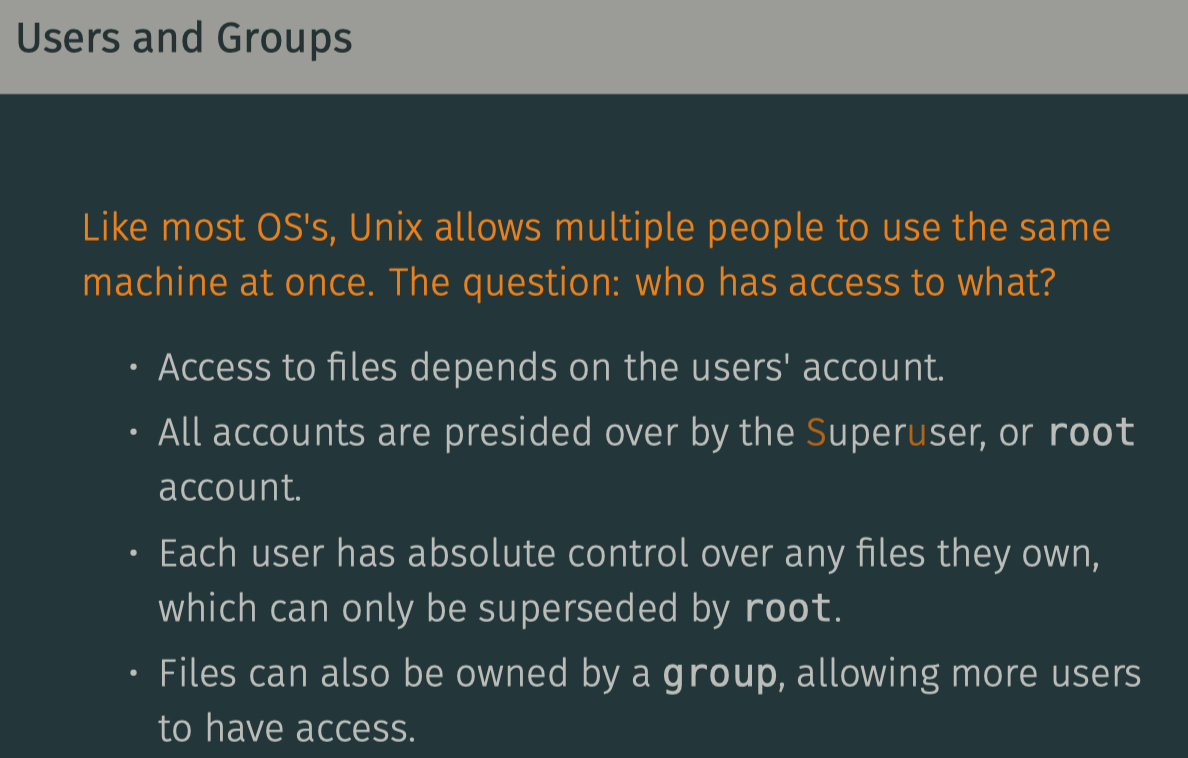 Users and Groups
Like most OS's, Unix allows multiple people to use the same
machine at once. The question: who has access to what?
· Access to files depends on the users' account.
· All accounts are presided over by the Superuser, or root
account.
· Each user has absolute control over any files they own,
which can only be superseded by root.
· Files can also be owned by a group, allowing more users
to have access.